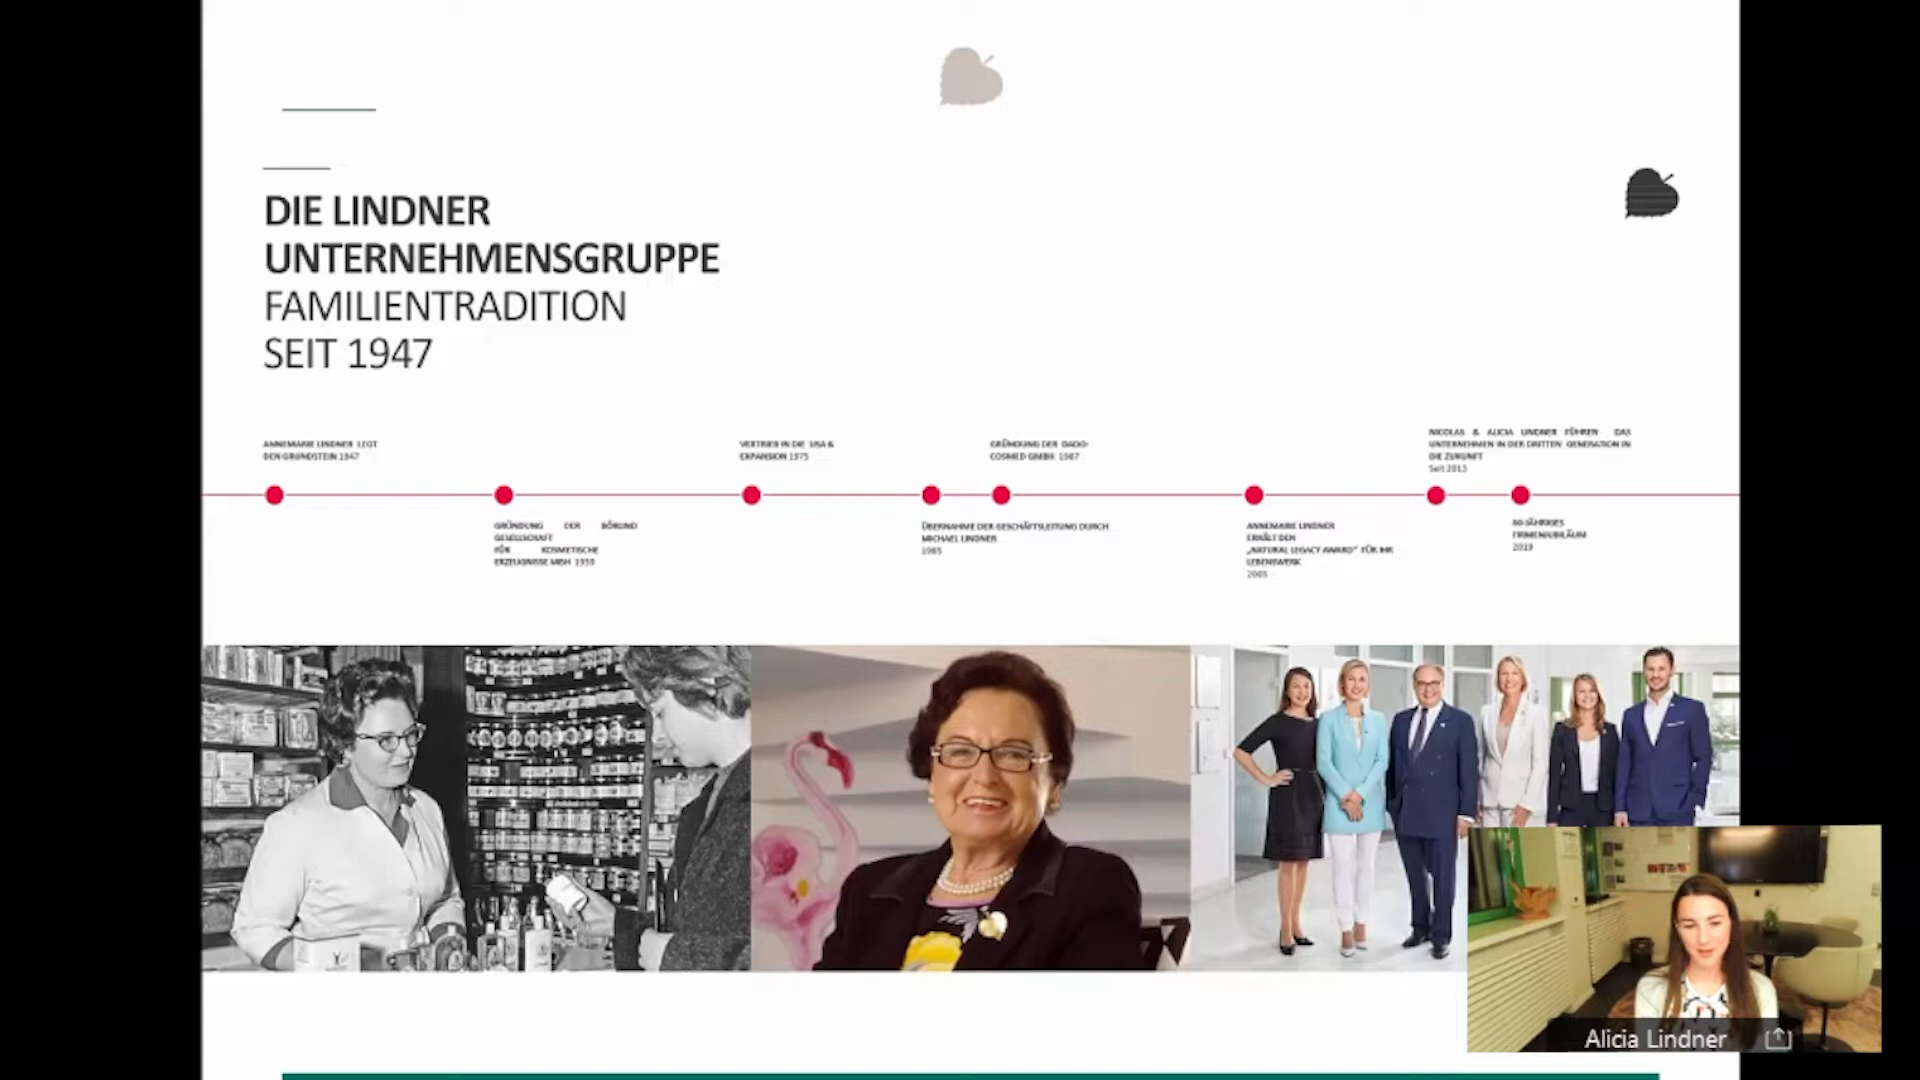 DIE LINDNER
UNTERNEHMENSGRUPPE
FAMILIENTRADITION
SEIT 1947
ANNEMARIE LINDNER LEGT
DEN GRUNDSTEIN 1947
GRÜNDUNG DER BÖRLIND
GESELLSCHAFT
FÜR KOSMETISCHE
ERZEUGNISSE MBH 1959
VERTRIEB IN DIE USA &
EXPANSION 1975
ÜBERNAHME DER GESCHÄFTSLEITUNG DURCH
MICHAEL LINDNER
1985
GRÜNDUNG DER DADO-
COSMED GMBH 1987
ANNEMARIE LINDNER
ERHÄLT DEN
„NATURAL LEGACY AWARD“ FÜR IHR
LEBENSWERK
2005
NICOLAS & ALICIA LINDNER FÜHREN DAS
UNTERNEHMEN IN DER DRITTEN GENERATION IN
DIE ZUKUNFT
Seit 2013
60-JÄHRIGES
FIRMENJUBILÄUM
2019
Alicia Lindner